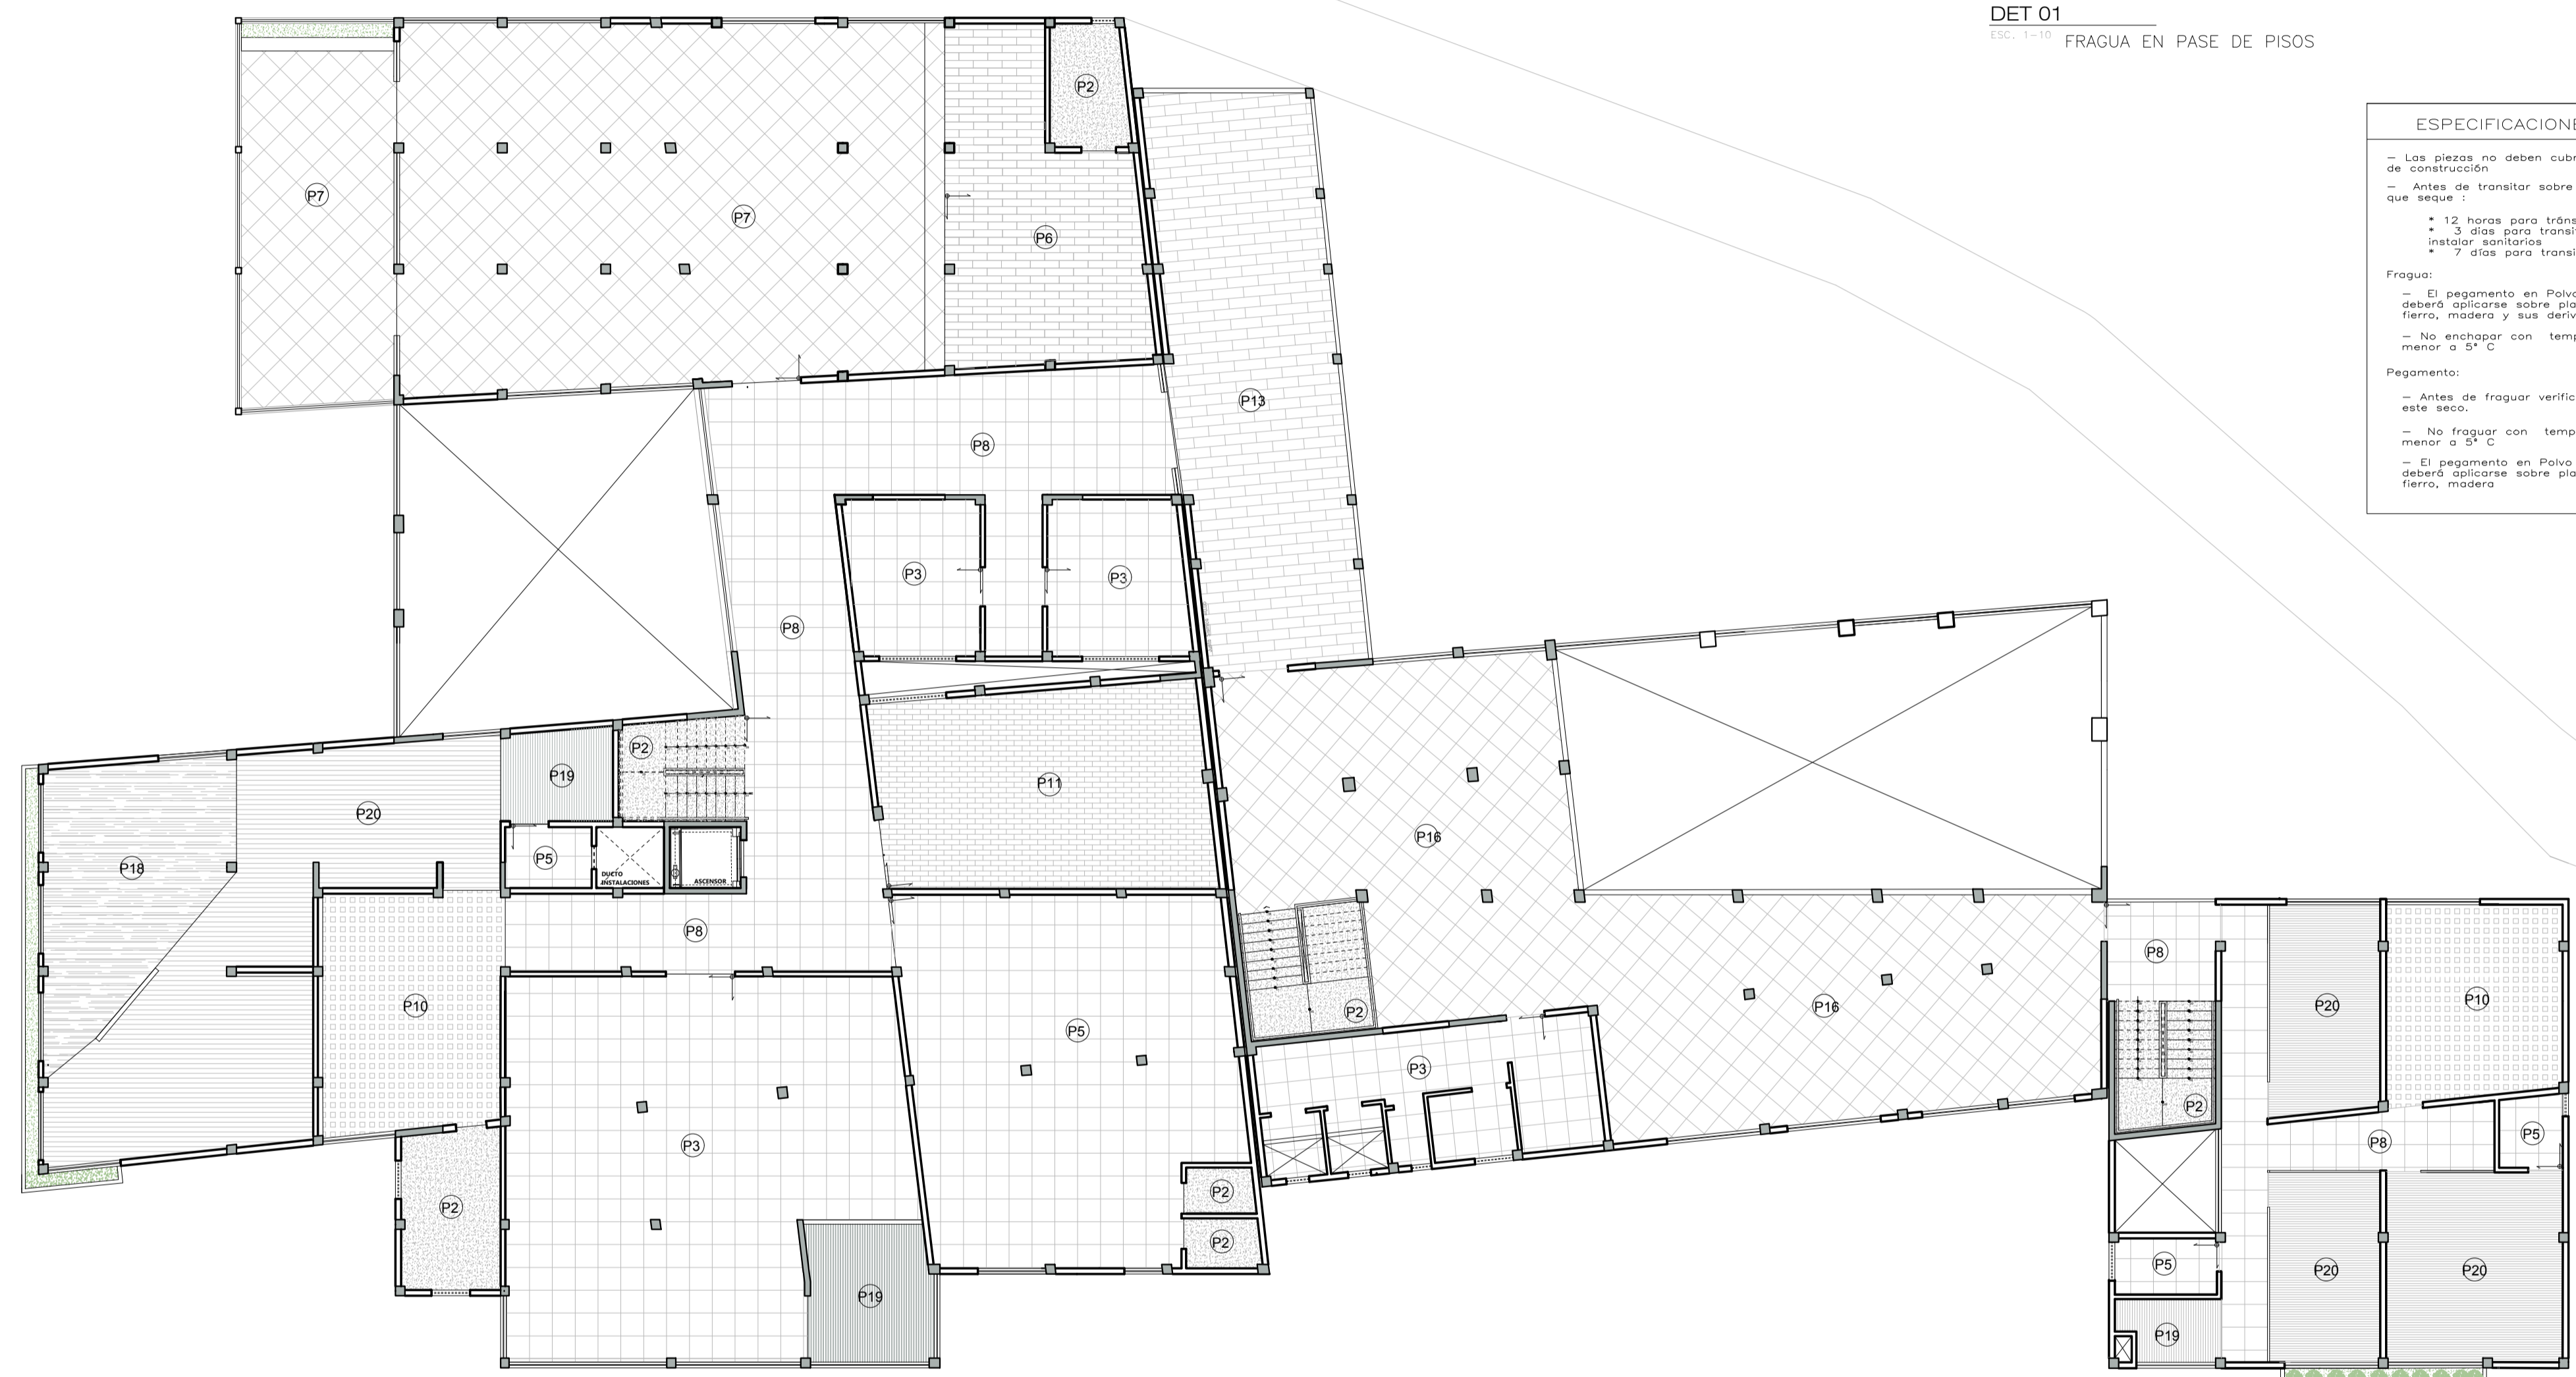 DET 01
ESC. 1-10 FRAGUA EN PASE DE PISOS
ESPECIFICACIONE
– Las piezas no deben cubr
de construcción
– Antes de transitar sobre
que seque :
* 12 horas para tráns
* 3 dias para transi
instalar sanitarios
* 7 días para transi
Fragua:
– El pegamento en Polvo
deberá aplicarse sobre pla
fierro, madera y sus deriv
– No enchapar con temp
menor a 5° C
Pegamento:
– Antes de fraguar verific
este seco.
– No fraguar con temp
menor a 5° C
– El pegamento en Polvo
deberá aplicarse sobre pla
fierro, madera
P2
P7
P7
P6
P13
P8
P3
P3
P8
P2
P19
P11
P20
P16
P5
P18
DUCTO
INSTALACIONES
ASCENSOR
P8
P8
P10
P20
P10
P2
P16
P5
P3
P2
P3
P8
P5
P2
P2
P2
P5
P20
P20
P19
P19